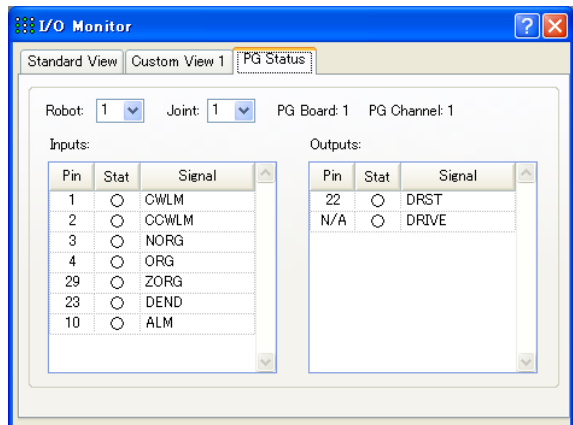 I/O Monitor
Standard View Custom View 1 PG Status
Robot: 1 Joint: 1 PG Board: 1 PG Channel: 1
Inputs:
Pin Stat Signal
1 CWLM
2 CCWLM
3 NORG
4 ORG
29 ZORG
23 DEND
10 ALM
Outputs:
Pin Stat Signal
22 DRST
N/A DRIVE